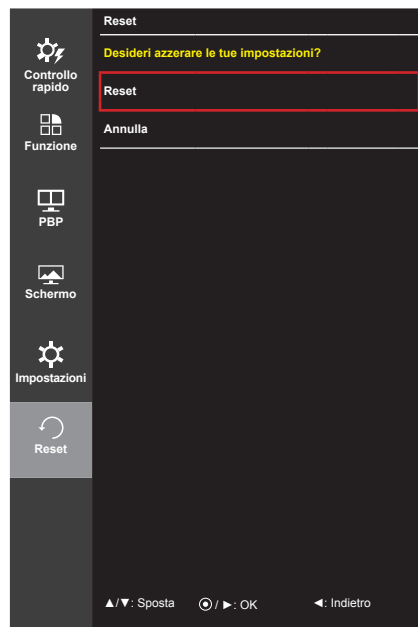 Controllo
rapido
Funzione
PBP
Schermo
Impostazioni
Reset
Reset
Desideri azzerare le tue impostazioni?
Reset
Annulla
▲/▼: Sposta ⦿ / ►: OK ◄: Indietro